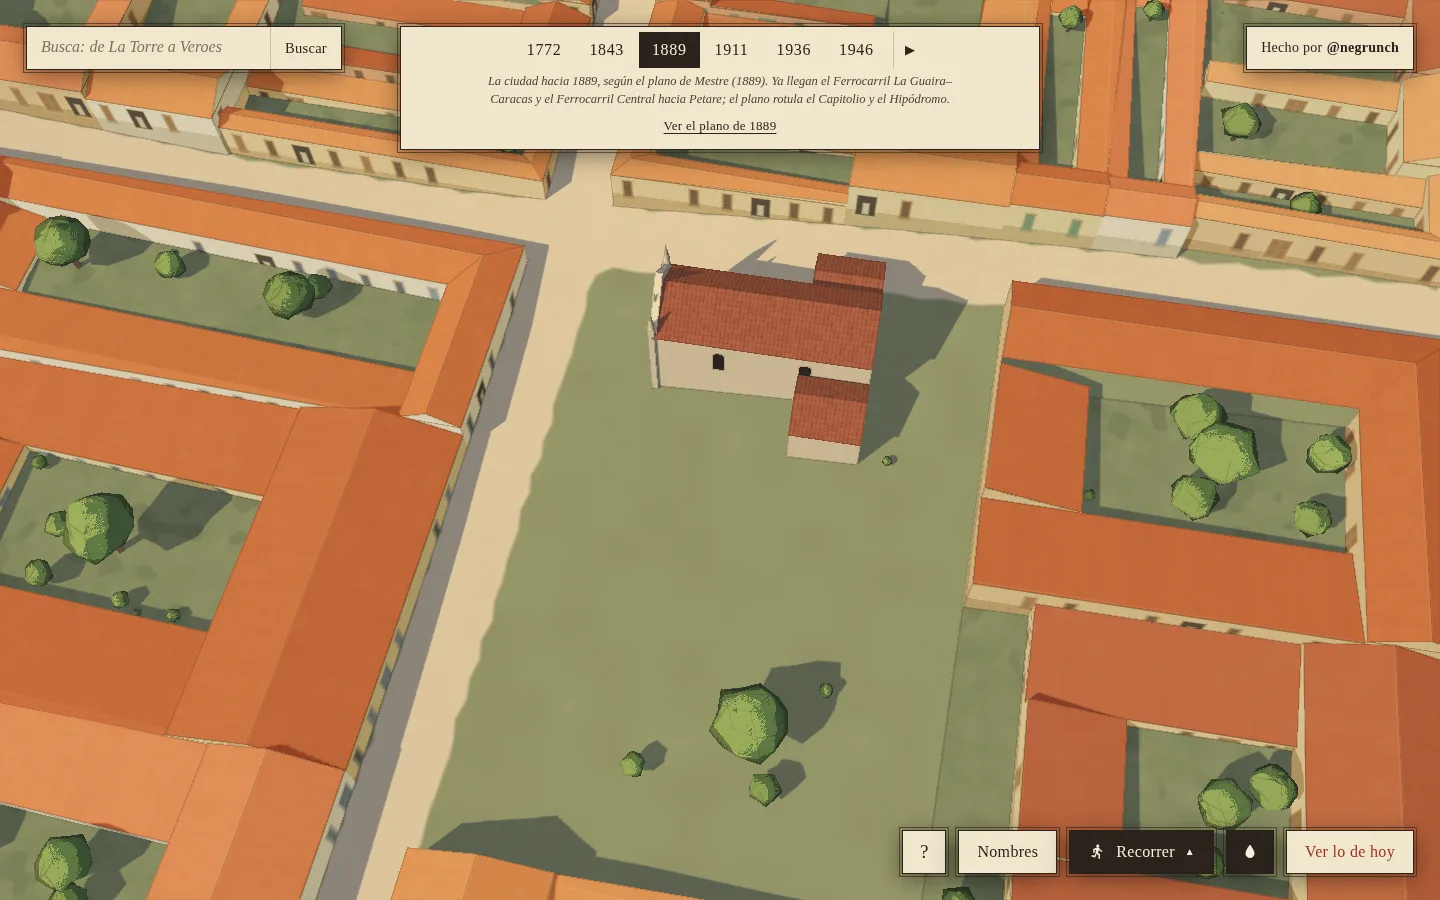 Busca: de La Torre a Veroes
Buscar
1772 1843 1889 1911 1936 1946 ▶
La ciudad hacia 1889, según el plano de Mestre (1889). Ya llegan el Ferrocarril La Guaira–
Caracas y el Ferrocarril Central hacia Petare; el plano rotula el Capitolio y el Hipódromo.
Ver el plano de 1889
Hecho por @negrunch
?
Nombres
Recorrer ▲
Ver lo de hoy